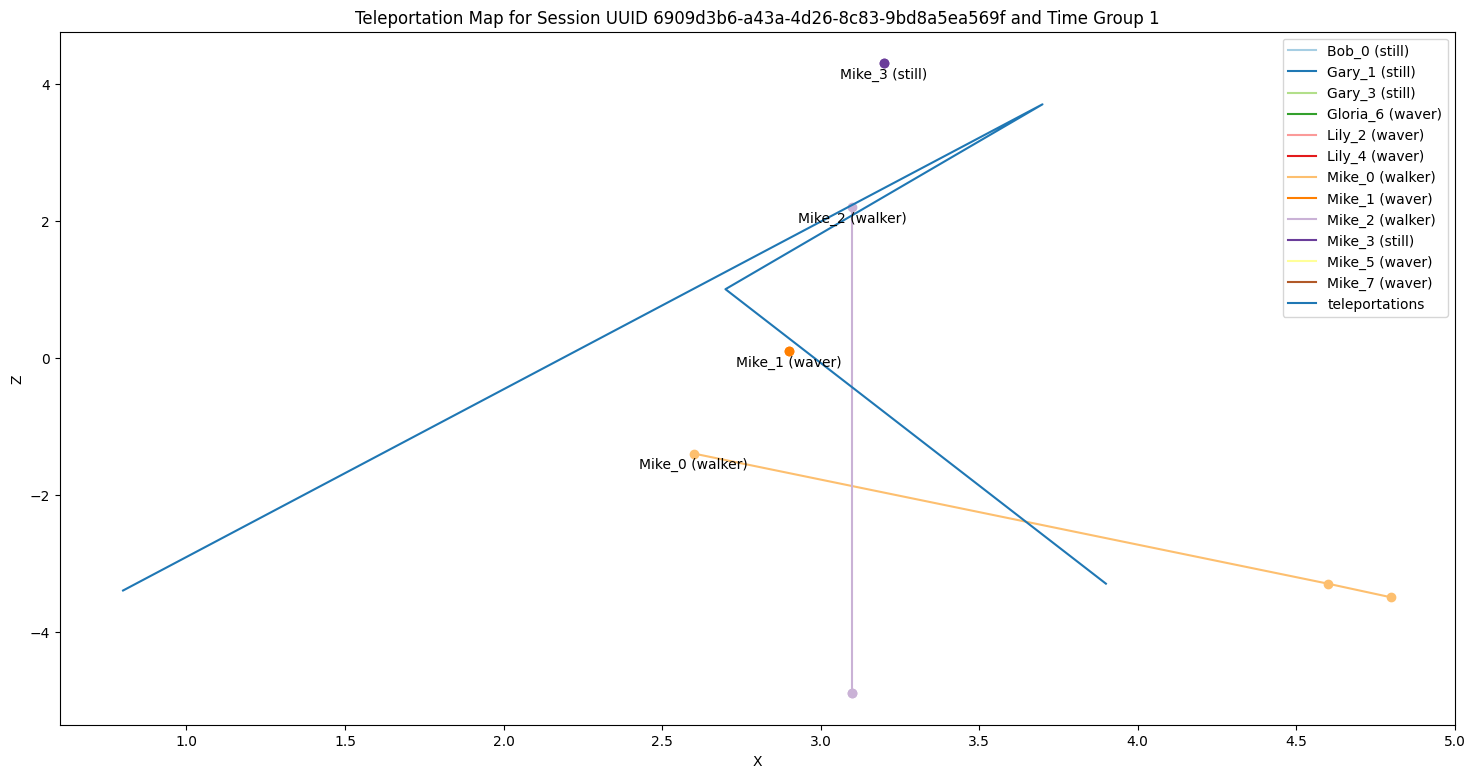 Teleportation Map for Session UUID 6909d3b6-a43a-4d26-8c83-9bd8a5ea569f and Time Group 1
Bob_0 (still)
Gary_1 (still)
Gary_3 (still)
Gloria_6 (waver)
Lily_2 (waver)
Lily_4 (waver)
Mike_0 (walker)
Mike_1 (waver)
Mike_2 (walker)
Mike_3 (still)
Mike_5 (waver)
Mike_7 (waver)
teleportations
Mike_3 (still)
Mike_2 (walker)
Mike_1 (waver)
Mike_0 (walker)
4
2
0
−2
−4
Z
1.0 1.5 2.0 2.5 3.0 3.5 4.0 4.5 5.0
X